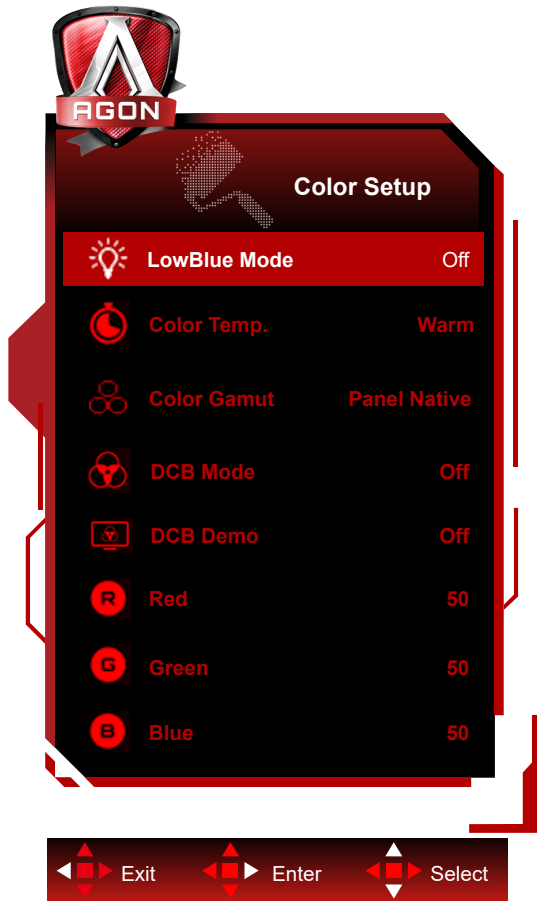 AGON
Color Setup
LowBlue Mode Off
Color Temp. Warm
Color Gamut Panel Native
DCB Mode Off
DCB Demo Off
R Red 50
G Green 50
B Blue 50
Exit Enter Select